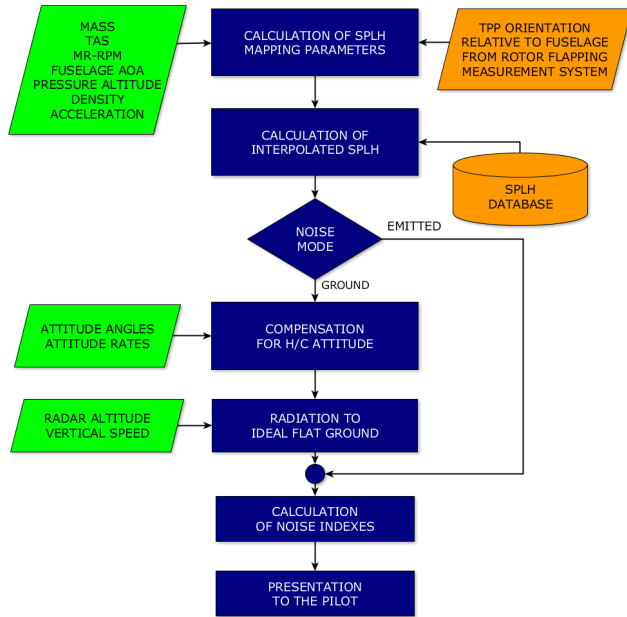 MASS
TAS
MR-RPM
FUSELAGE AOA
PRESSURE ALTITUDE
DENSITY
ACCELERATION
CALCULATION OF SPLH
MAPPING PARAMETERS
TPP ORIENTATION
RELATIVE TO FUSELAGE
FROM ROTOR FLAPPING
MEASUREMENT SYSTEM
CALCULATION OF
INTERPOLATED SPLH
SPLH
DATABASE
NOISE
MODE
EMITTED
GROUND
ATTITUDE ANGLES
ATTITUDE RATES
COMPENSATION
FOR H/C ATTITUDE
RADAR ALTITUDE
VERTICAL SPEED
RADIATION TO
IDEAL FLAT GROUND
CALCULATION
OF NOISE INDEXES
PRESENTATION
TO THE PILOT